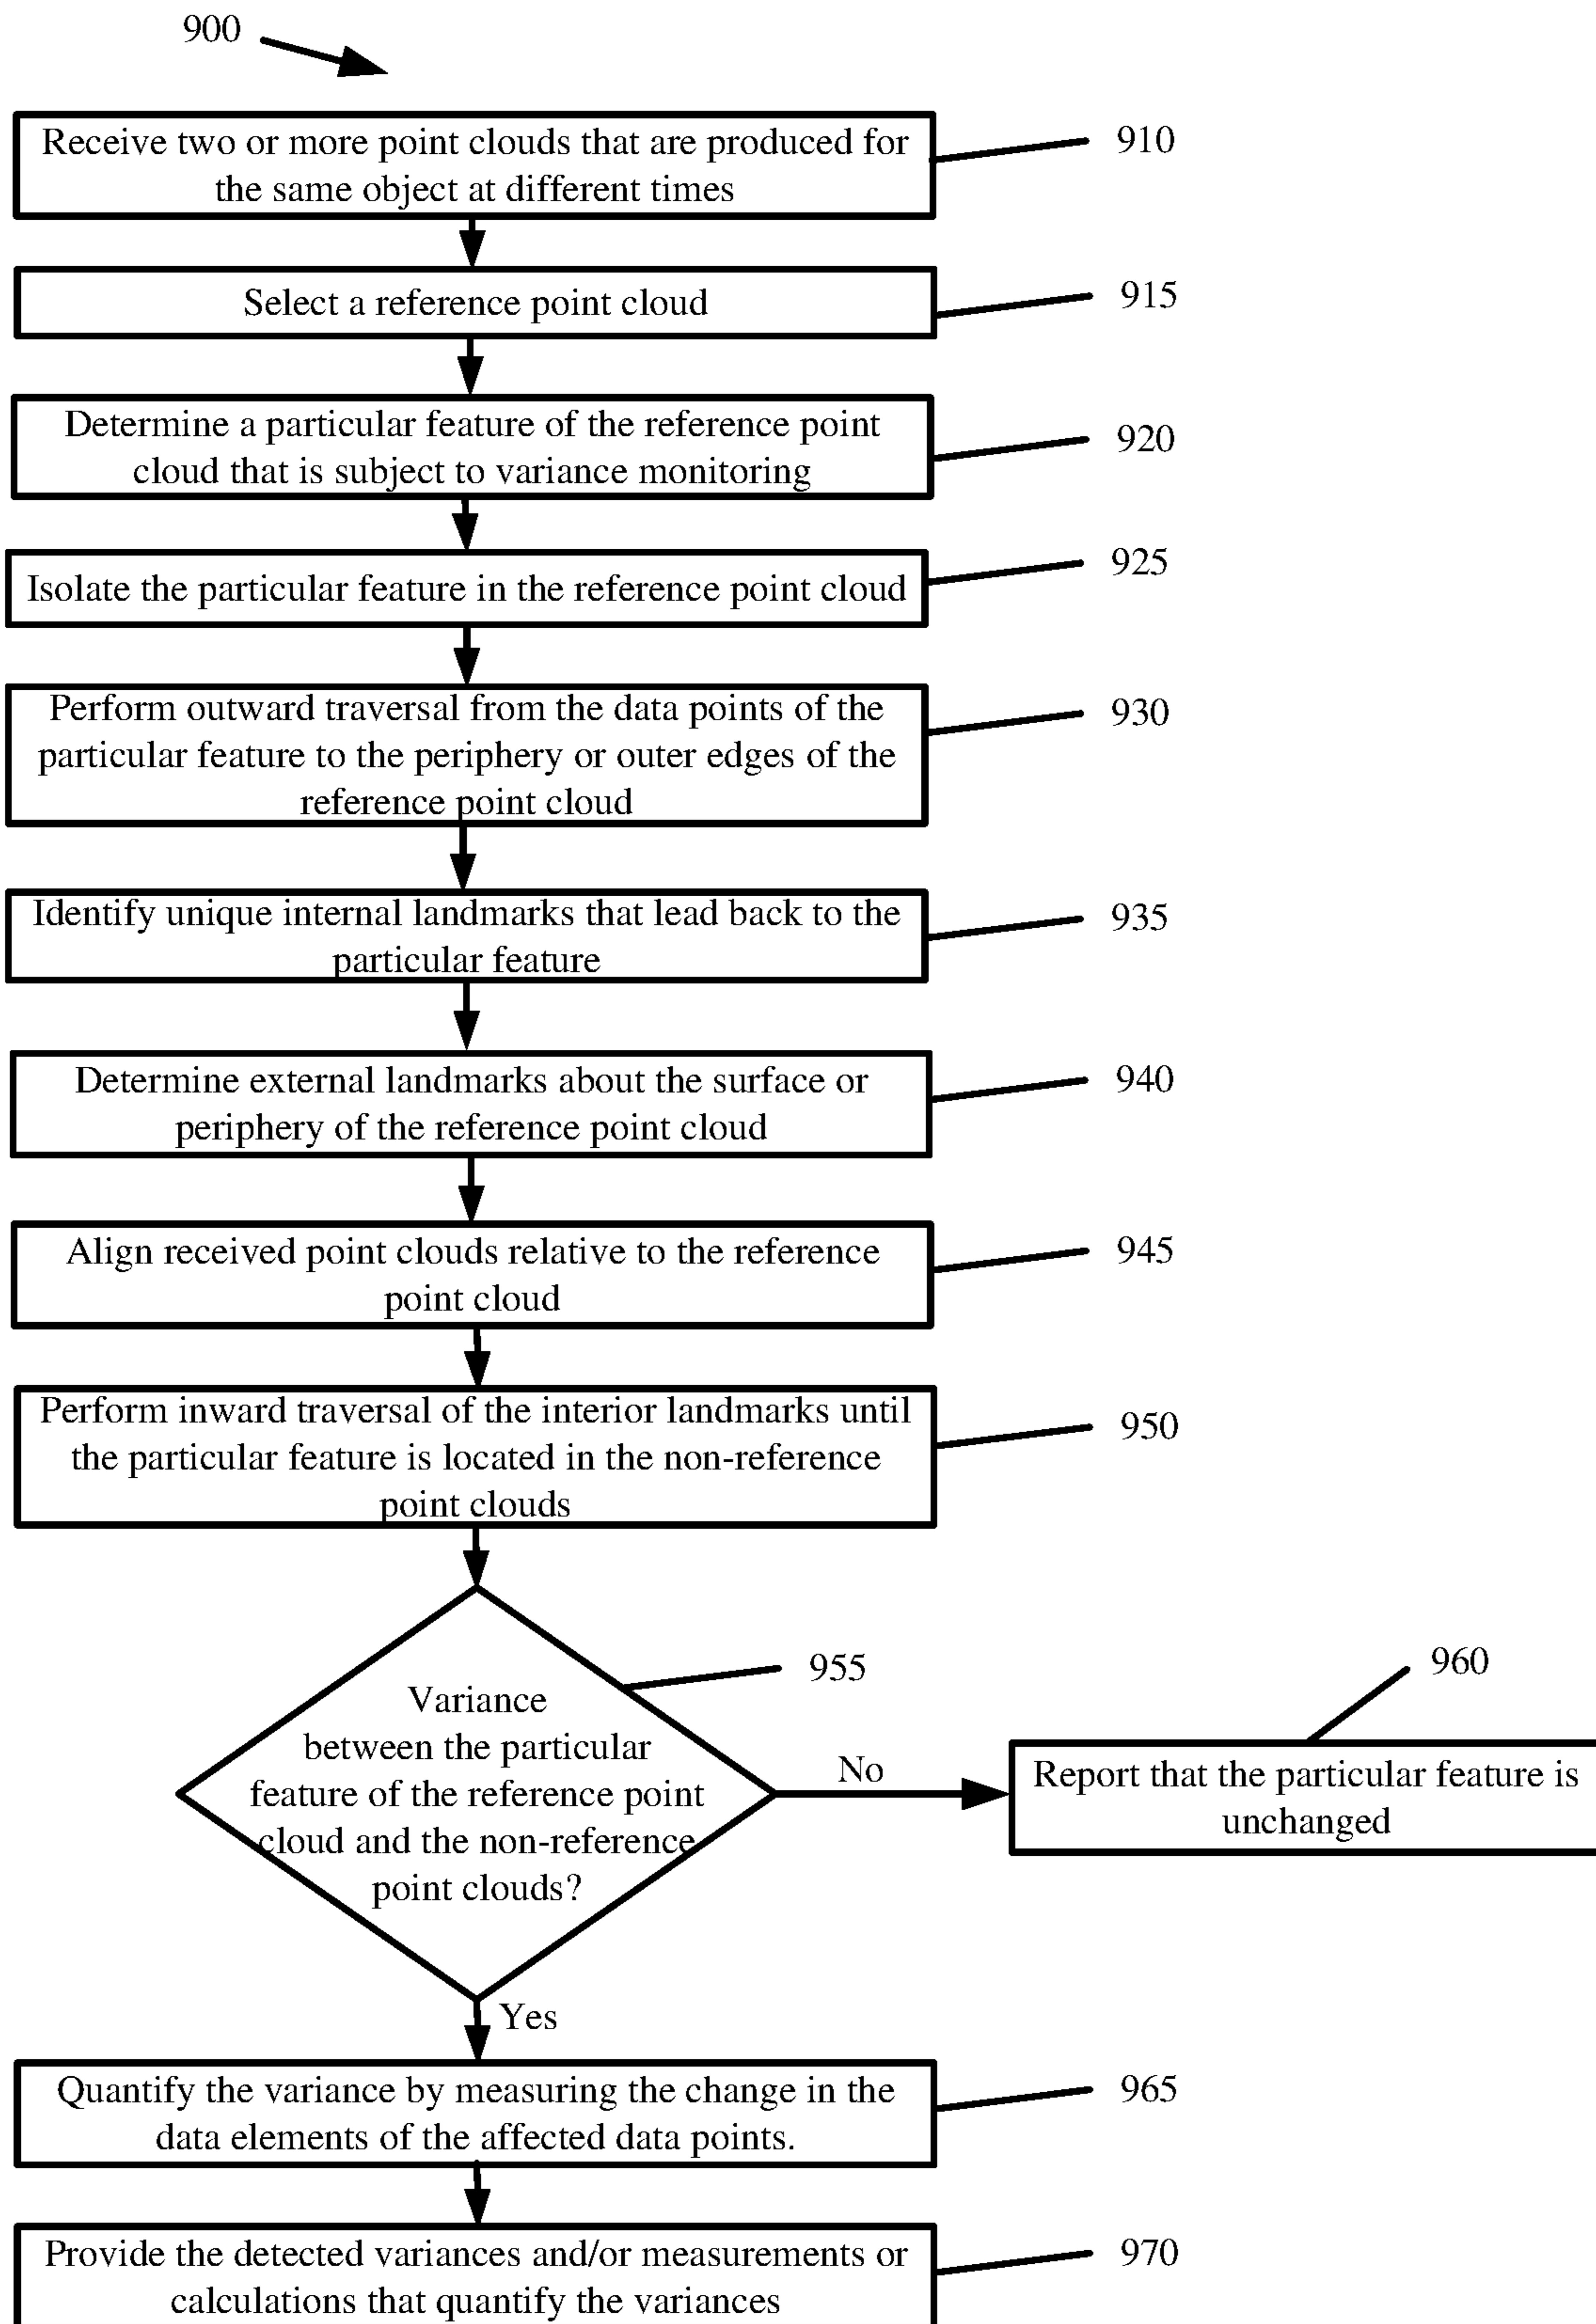 900
Receive two or more point clouds that are produced for
the same object at different times
910
Select a reference point cloud
915
Determine a particular feature of the reference point
cloud that is subject to variance monitoring
920
Isolate the particular feature in the reference point cloud
925
Perform outward traversal from the data points of the
particular feature to the periphery or outer edges of the
reference point cloud
930
Identify unique internal landmarks that lead back to the
particular feature
935
Determine external landmarks about the surface or
periphery of the reference point cloud
940
Align received point clouds relative to the reference
point cloud
945
Perform inward traversal of the interior landmarks until
the particular feature is located in the non-reference
point clouds
950
Variance
between the particular
feature of the reference point
cloud and the non-reference
point clouds?
955
No
960
Report that the particular feature is
unchanged
Yes
Quantify the variance by measuring the change in the
data elements of the affected data points.
965
Provide the detected variances and/or measurements or
calculations that quantify the variances
970